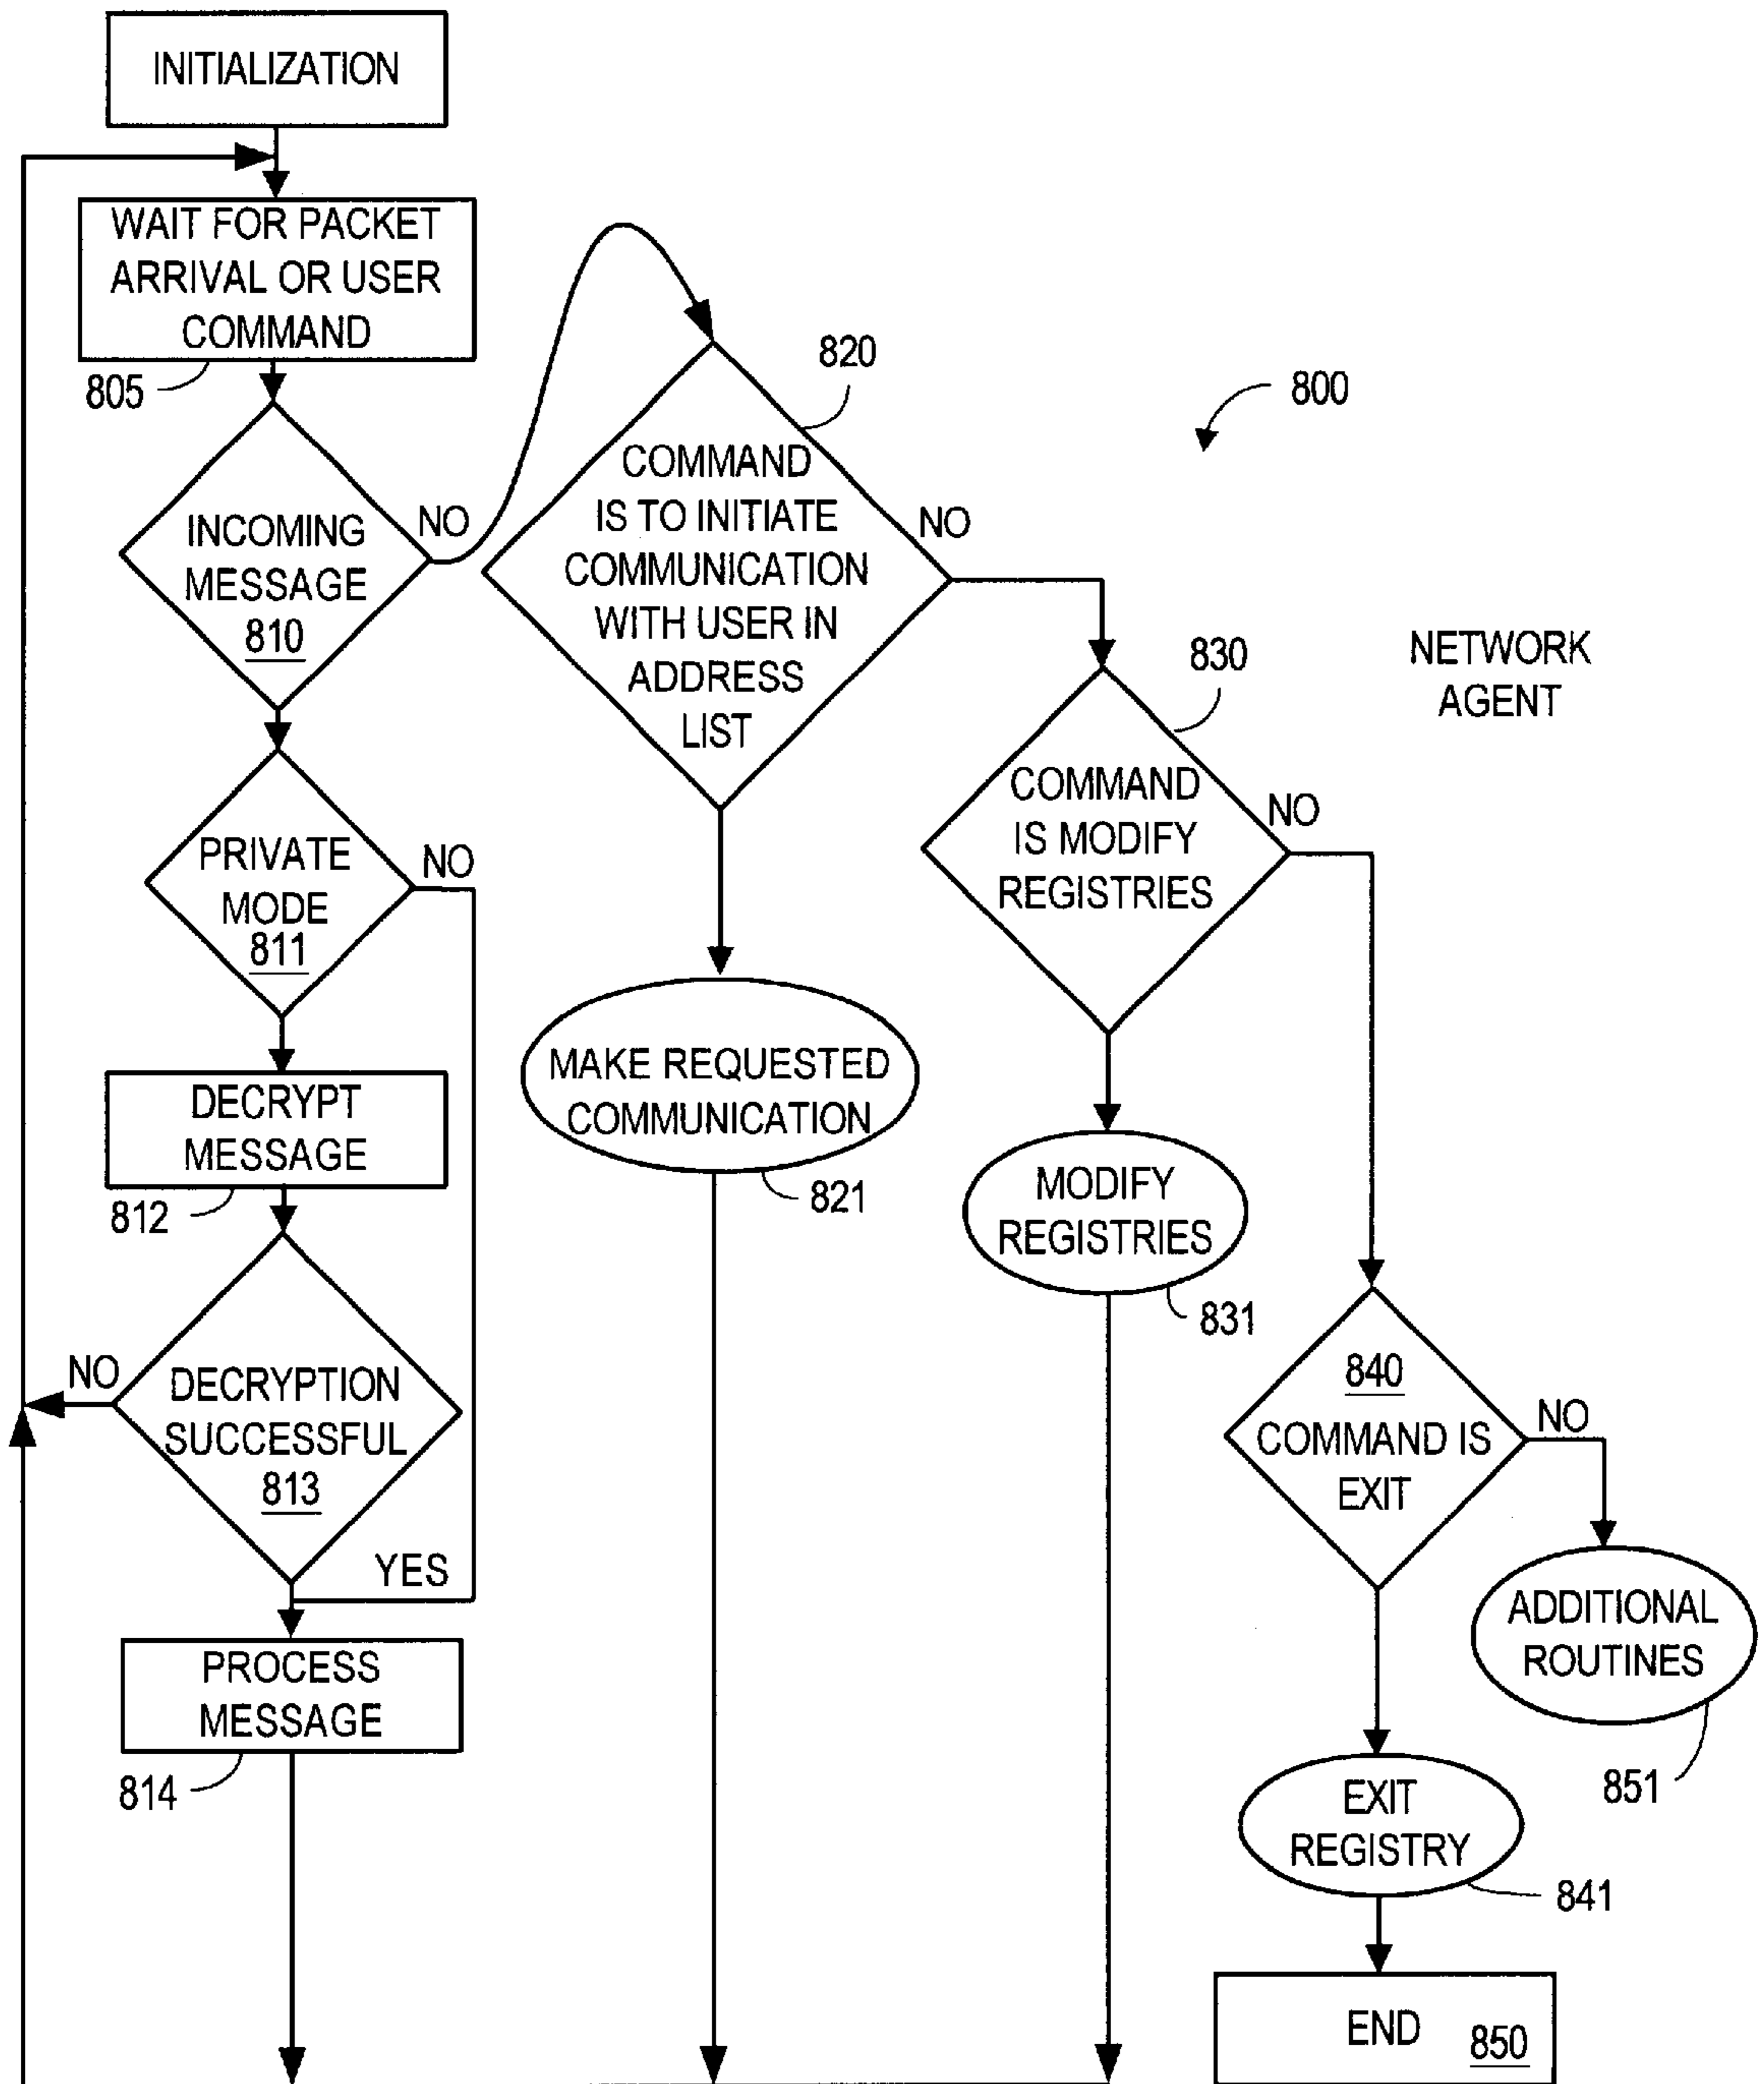 INITIALIZATION
WAIT FOR PACKET
ARRIVAL OR USER
COMMAND
805
INCOMING
MESSAGE
810
NO
PRIVATE
MODE
811
NO
DECRYPT
MESSAGE
812
DECRYPTION
SUCCESSFUL
813
NO
YES
PROCESS
MESSAGE
814
820
COMMAND
IS TO INITIATE
COMMUNICATION
WITH USER IN
ADDRESS
LIST
NO
MAKE REQUESTED
COMMUNICATION
821
800
NETWORK
AGENT
830
COMMAND
IS MODIFY
REGISTRIES
NO
MODIFY
REGISTRIES
831
840
COMMAND IS
EXIT
NO
ADDITIONAL
ROUTINES
851
EXIT
REGISTRY
841
END
850